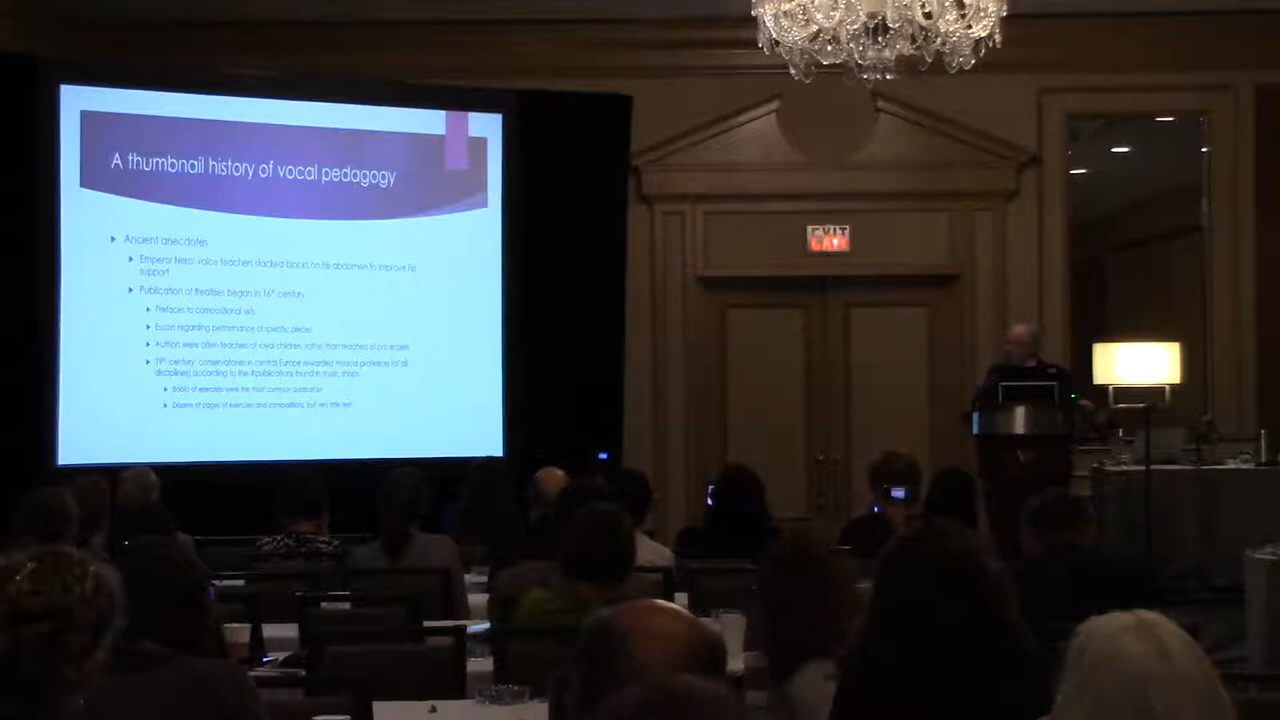 A thumbnail history of vocal pedagogy
Ancient anecdotes
Emperor Nero: voice teachers stacked blocks on his abdomen to improve his
support
Publication of treatises began in 16th century
Prefaces to compositional sets
Essays regarding performance of specific pieces
Authors were often teachers of royal children rather than teachers of pro singers
19th century: conservatories in central Europe rewarded musical professors (of all
disciplines) according to the #publications found in music shops.
Books of exercises were the most common publication
Dozens of pages of exercises and compositions, but very little text
EXIT